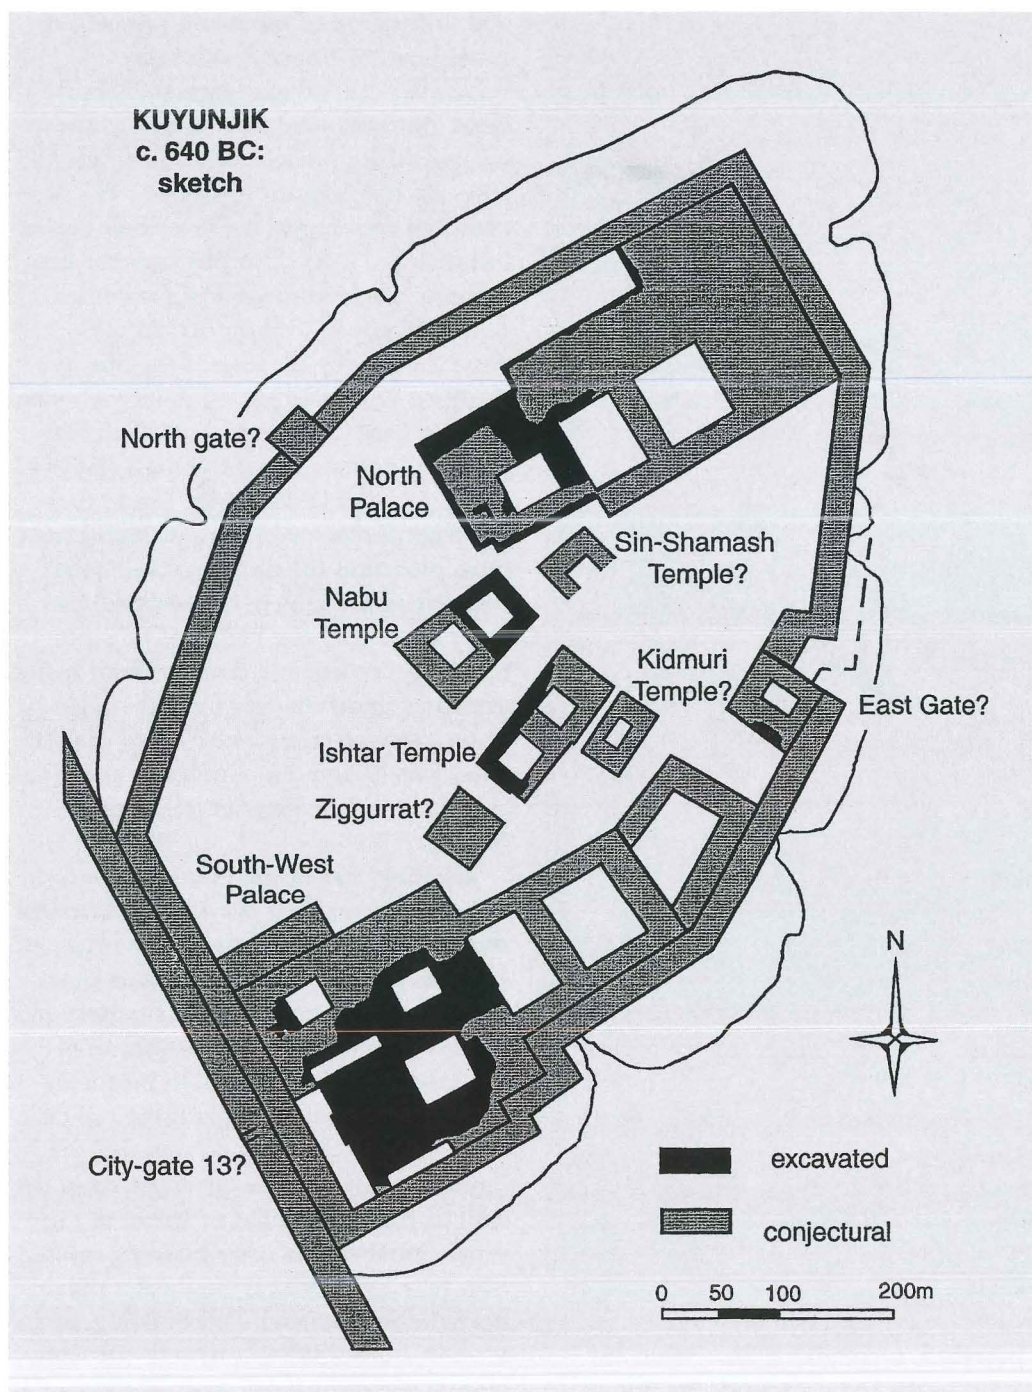 KUYUNJIK
c. 640 BC:
sketch
North gate?
North
Palace
Sin-Shamash
Temple?
Nabu
Temple
Kidmuri
Temple?
East Gate?
Ishtar Temple
Ziggurrat?
South-West
Palace
N
City-gate 13?
excavated
conjectural
0 50 100 200m